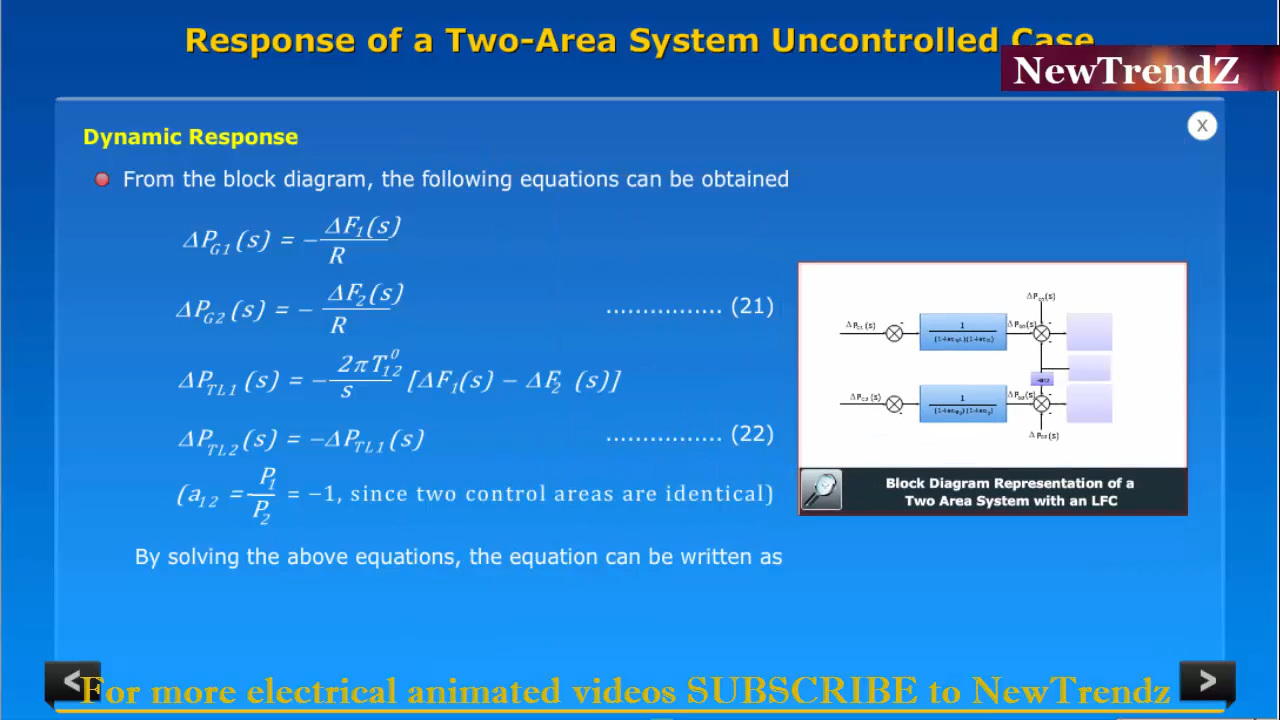 Response of a Two-Area System Uncontrolled Case
NewTrendZ
X
Dynamic Response
From the block diagram, the following equations can be obtained
ΔP_G1 (s) = − ΔF_1(s) / R
ΔP_G2 (s) = − ΔF_2(s) / R ................ (21)
ΔP_TL1 (s) = − 2πT_12^0 / s [ΔF_1(s) − ΔF_2 (s)]
ΔP_TL2 (s) = −ΔP_TL1 (s) ................ (22)
(a_12 = P_1 / P_2 = −1, since two control areas are identical)
By solving the above equations, the equation can be written as
Block Diagram Representation of a
Two Area System with an LFC
< >
For more electrical animated videos SUBSCRIBE to NewTrendz